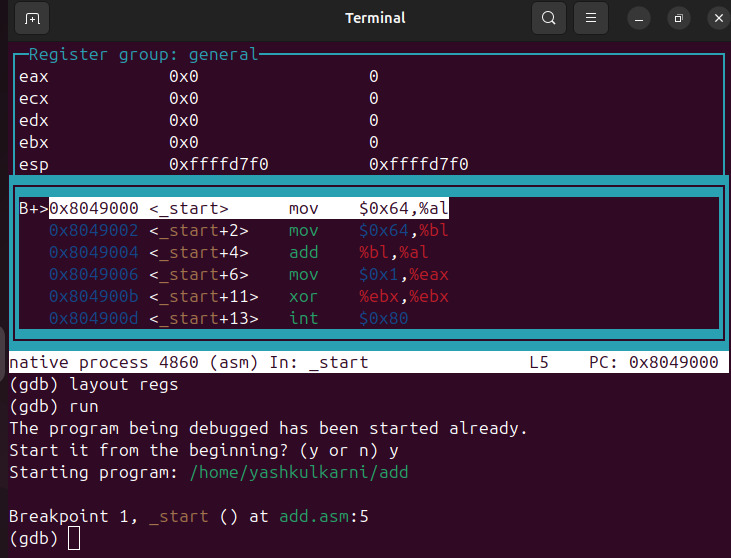 Terminal
Register group: general
eax 0x0 0
ecx 0x0 0
edx 0x0 0
ebx 0x0 0
esp 0xffffd7f0 0xffffd7f0
B+>0x8049000 <_start> mov $0x64,%al
0x8049002 <_start+2> mov $0x64,%bl
0x8049004 <_start+4> add %bl,%al
0x8049006 <_start+6> mov $0x1,%eax
0x804900b <_start+11> xor %ebx,%ebx
0x804900d <_start+13> int $0x80
native process 4860 (asm) In: _start L5 PC: 0x8049000
(gdb) layout regs
(gdb) run
The program being debugged has been started already.
Start it from the beginning? (y or n) y
Starting program: /home/yashkulkarni/add
Breakpoint 1, _start () at add.asm:5
(gdb)